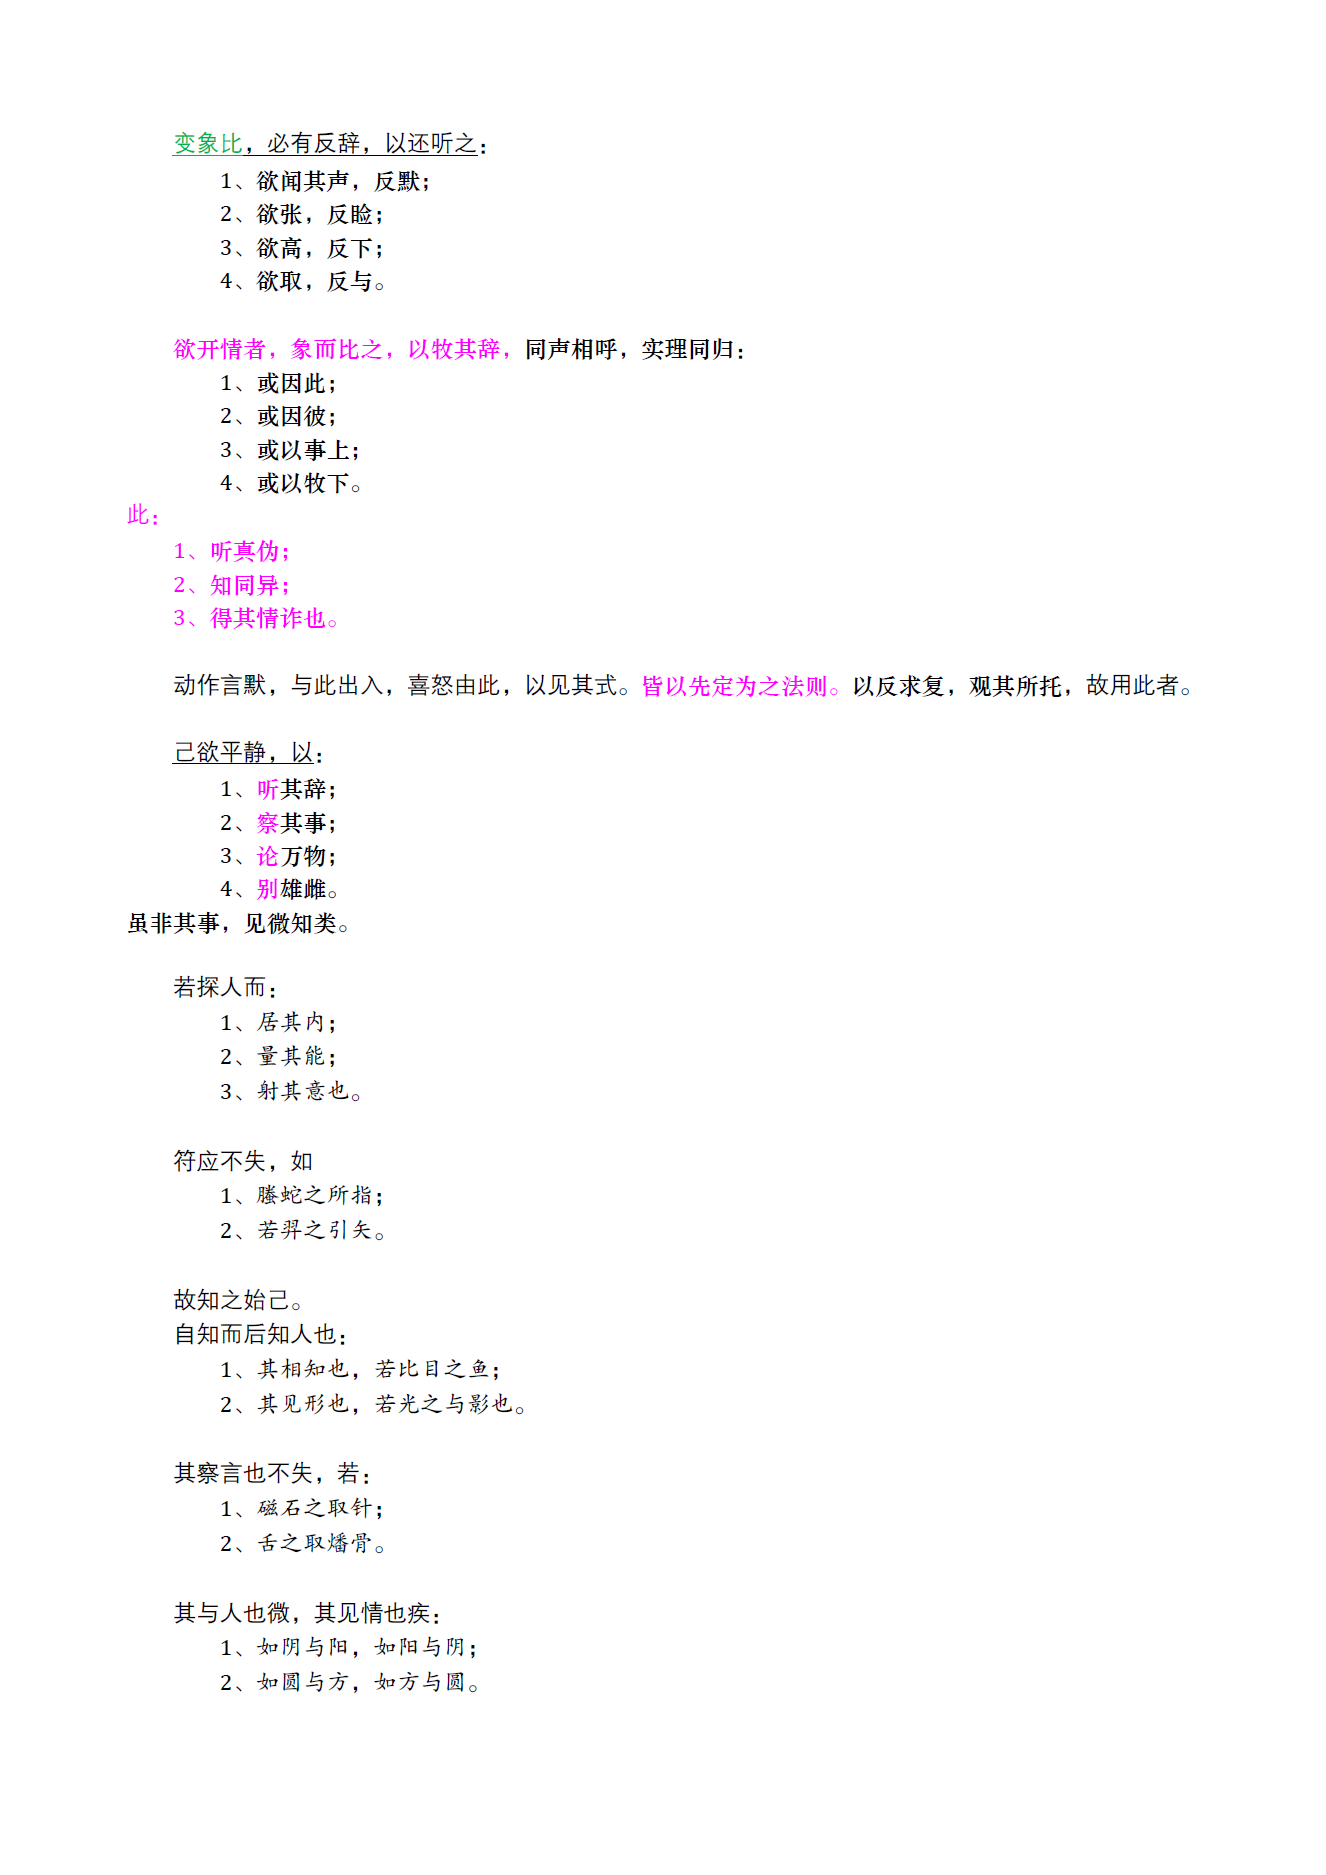 变象比，必有反辞，以还听之：
1、欲闻其声，反默；
2、欲张，反睑；
3、欲高，反下；
4、欲取，反与。
欲开情者，象而比之，以牧其辞，同声相呼，实理同归：
1、或因此；
2、或因彼；
3、或以事上；
4、或以牧下。
此：
1、听真伪；
2、知同异；
3、得其情诈也。
动作言默，与此出入，喜怒由此，以见其式。皆以先定为之法则。以反求复，观其所托，故用此者。
己欲平静，以：
1、听其辞；
2、察其事；
3、论万物；
4、别雄雌。
虽非其事，见微知类。
若探人而：
1、居其内；
2、量其能；
3、射其意也。
符应不失，如
1、螣蛇之所指；
2、若羿之引矢。
故知之始己。
自知而后知人也：
1、其相知也，若比目之鱼；
2、其见形也，若光之与影也。
其察言也不失，若：
1、磁石之取针；
2、舌之取燔骨。
其与人也微，其见情也疾：
1、如阴与阳，如阳与阴；
2、如圆与方，如方与圆。